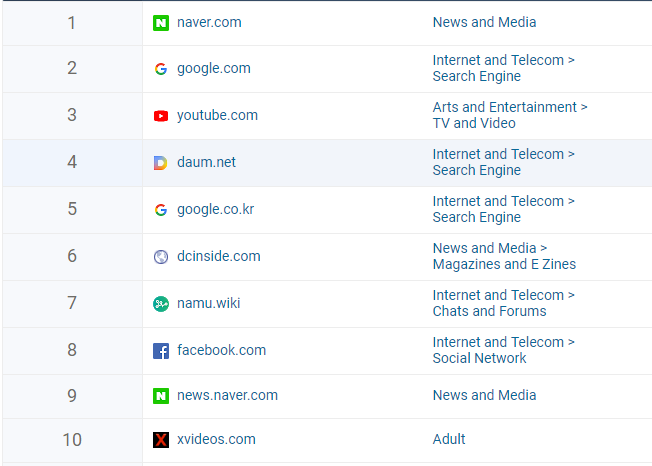 1 naver.com News and Media
2 google.com Internet and Telecom >
Search Engine
3 youtube.com Arts and Entertainment >
TV and Video
4 daum.net Internet and Telecom >
Search Engine
5 google.co.kr Internet and Telecom >
Search Engine
6 dcinside.com News and Media >
Magazines and E Zines
7 namu.wiki Internet and Telecom >
Chats and Forums
8 facebook.com Internet and Telecom >
Social Network
9 news.naver.com News and Media
10 xvideos.com Adult